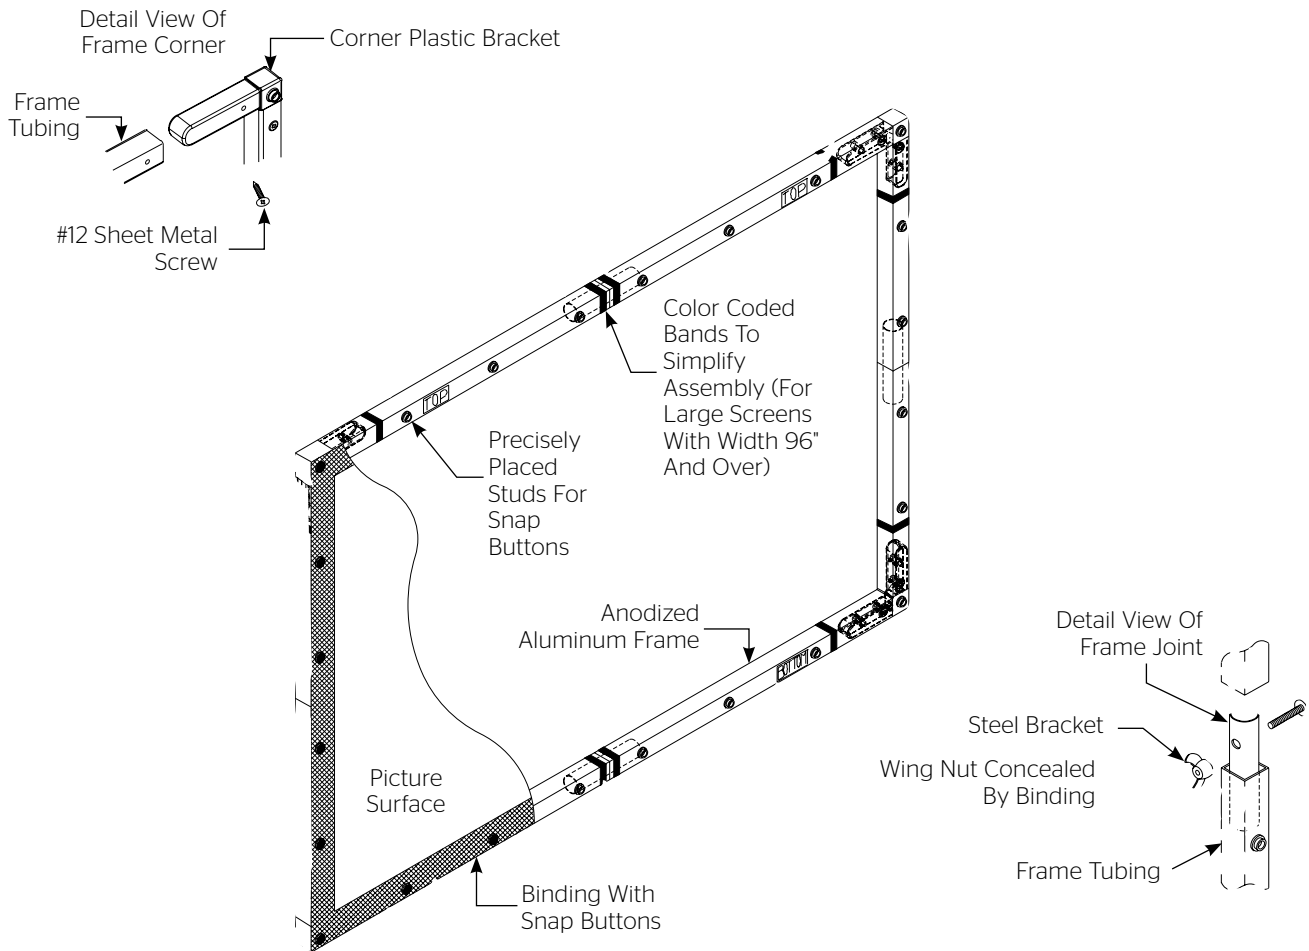 Detail View Of
Frame Corner
Corner Plastic Bracket
Frame
Tubing
#12 Sheet Metal
Screw
TOP
TOP
Color Coded
Bands To
Simplify
Assembly (For
Large Screens
With Width 96"
And Over)
Precisely
Placed
Studs For
Snap
Buttons
Anodized
Aluminum Frame
Picture
Surface
Binding With
Snap Buttons
Detail View Of
Frame Joint
Steel Bracket
Wing Nut Concealed
By Binding
Frame Tubing